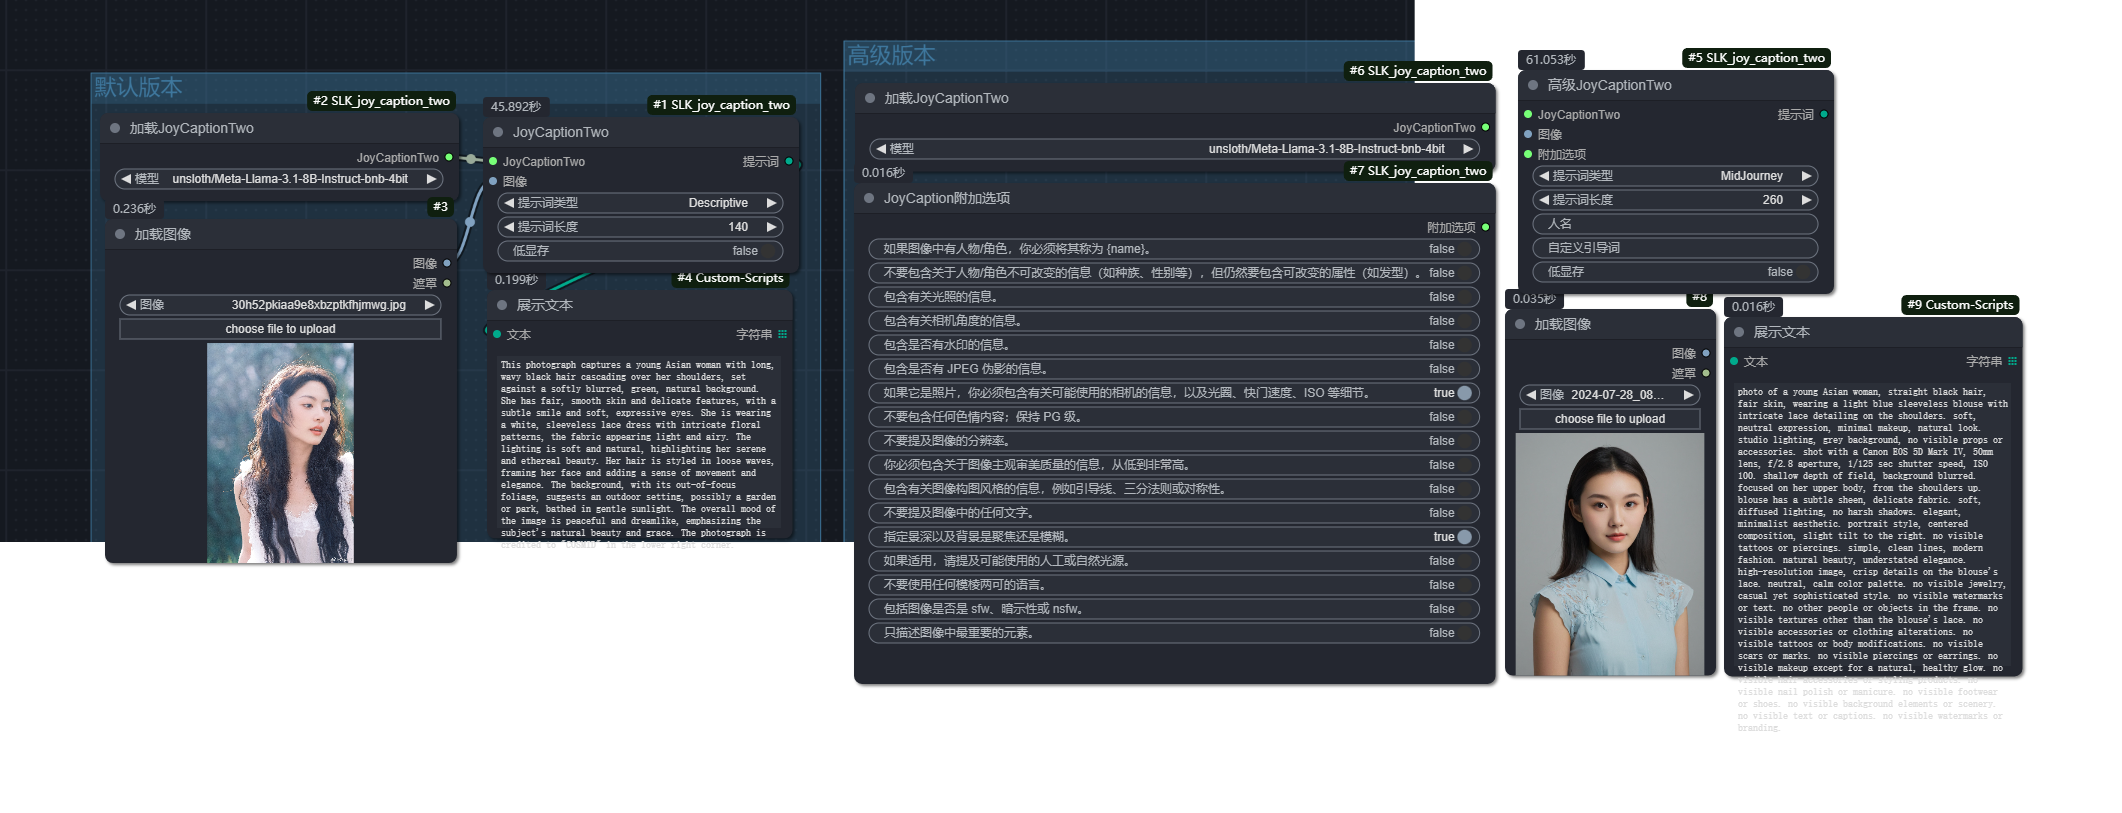 默认版本
#2 SLK_joy_caption_two
加载JoyCaptionTwo
JoyCaptionTwo
模型 unsloth/Meta-Llama-3.1-8B-Instruct-bnb-4bit
0.236秒
#3
加载图像
图像
遮罩
图像 30h52pkiaa9e8xbzptkfhjmwg.jpg
choose file to upload
45.892秒
#1 SLK_joy_caption_two
JoyCaptionTwo
JoyCaptionTwo 提示词
图像
提示词类型 Descriptive
提示词长度 140
低显存 false
0.199秒
#4 Custom-Scripts
展示文本
文本 字符串
This photograph captures a young Asian woman with long,
wavy black hair cascading over her shoulders, set
against a softly blurred, green, natural background.
She has fair, smooth skin and delicate features, with a
subtle smile and soft, expressive eyes. She is wearing
a white, sleeveless lace dress with intricate floral
patterns, the fabric appearing light and airy. The
lighting is soft and natural, highlighting her serene
and ethereal beauty. Her hair is styled in loose waves,
framing her face and adding a sense of movement and
elegance. The background, with its out-of-focus
foliage, suggests an outdoor setting, possibly a garden
or park, bathed in gentle sunlight. The overall mood of
the image is peaceful and dreamlike, emphasizing the
subject's natural beauty and grace. The photograph is
credited to in the lower right corner.
高级版本
#6 SLK_joy_caption_two
加载JoyCaptionTwo
JoyCaptionTwo
模型 unsloth/Meta-Llama-3.1-8B-Instruct-bnb-4bit
0.016秒
#7 SLK_joy_caption_two
JoyCaption附加选项
附加选项
如果图像中有人物/角色，你必须将其称为 {name}。 false
不要包含关于人物/角色不可改变的信息（如种族、性别等），但仍然要包含可改变的属性（如发型）。 false
包含有关光照的信息。 false
包含有关相机角度的信息。 false
包含是否有水印的信息。 false
包含是否有 JPEG 伪影的信息。 false
如果它是照片，你必须包含有关可能使用的相机的信息，以及光圈、快门速度、ISO 等细节。 true
不要包含任何色情内容；保持 PG 级。 false
不要提及图像的分辨率。 false
你必须包含关于图像主观审美质量的信息，从低到非常高。 false
包含有关图像构图风格的信息，例如引导线、三分法则或对称性。 false
不要提及图像中的任何文字。 false
指定景深以及背景是聚焦还是模糊。 true
如果适用，请提及可能使用的人工或自然光源。 false
不要使用任何模棱两可的语言。 false
包括图像是否是 sfw、暗示性或 nsfw。 false
只描述图像中最重要的元素。 false
61.053秒
#5 SLK_joy_caption_two
高级JoyCaptionTwo
JoyCaptionTwo 提示词
图像
附加选项
提示词类型 MidJourney
提示词长度 260
人名
自定义引导词
低显存 false
0.035秒
#8
加载图像
图像
遮罩
图像 2024-07-28_08...
choose file to upload
0.016秒
#9 Custom-Scripts
展示文本
文本 字符串
photo of a young Asian woman, straight black hair,
fair skin, wearing a light blue sleeveless blouse with
intricate lace detailing on the shoulders. soft,
neutral expression, minimal makeup, natural look.
studio lighting, grey background, no visible props or
accessories. shot with a Canon EOS 5D Mark IV, 50mm
lens, f/2.8 aperture, 1/125 sec shutter speed, ISO
100. shallow depth of field, background blurred.
focused on her upper body, from the shoulders up.
blouse has a subtle sheen, delicate fabric. soft,
diffused lighting, no harsh shadows. elegant,
minimalist aesthetic. portrait style, centered
composition, slight tilt to the right. no visible
tattoos or piercings. simple, clean lines, modern
fashion. natural beauty, understated elegance.
high-resolution image, crisp details on the blouse's
lace. neutral, calm color palette. no visible jewelry,
casual yet sophisticated style. no visible watermarks
or text. no other people or objects in the frame. no
visible textures other than the blouse's lace. no
visible accessories or clothing alterations. no
visible tattoos or body modifications. no visible
scars or marks. no visible piercings or earrings. no
visible makeup except for a natural, healthy glow. no
visible hair accessories or styling products. no
visible nail polish or manicure. no visible footwear
or shoes. no visible background elements or scenery.
no visible text or captions. no visible watermarks or
branding.